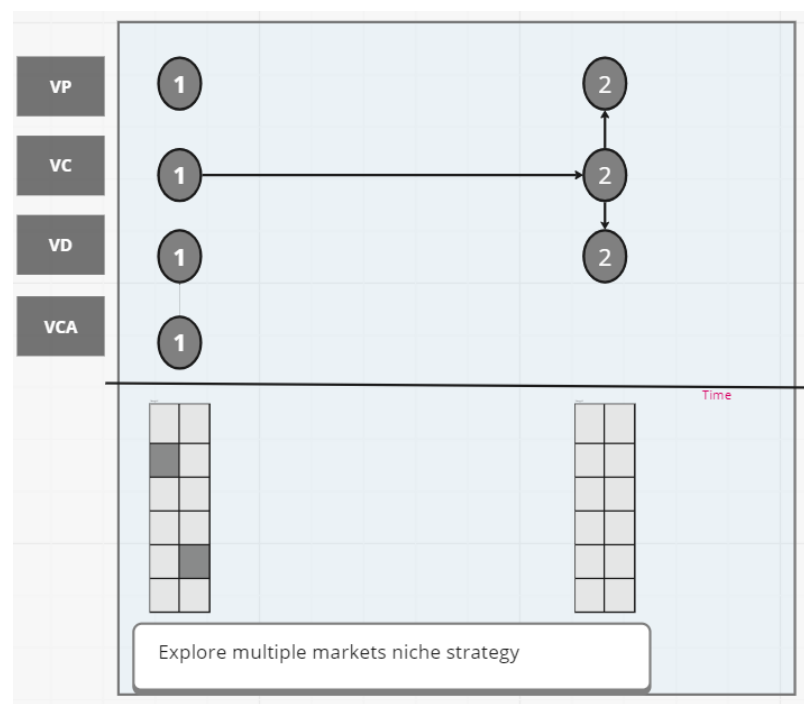 VP 1 2
VC 1 2
VD 1 2
VCA 1
Time
Explore multiple markets niche strategy